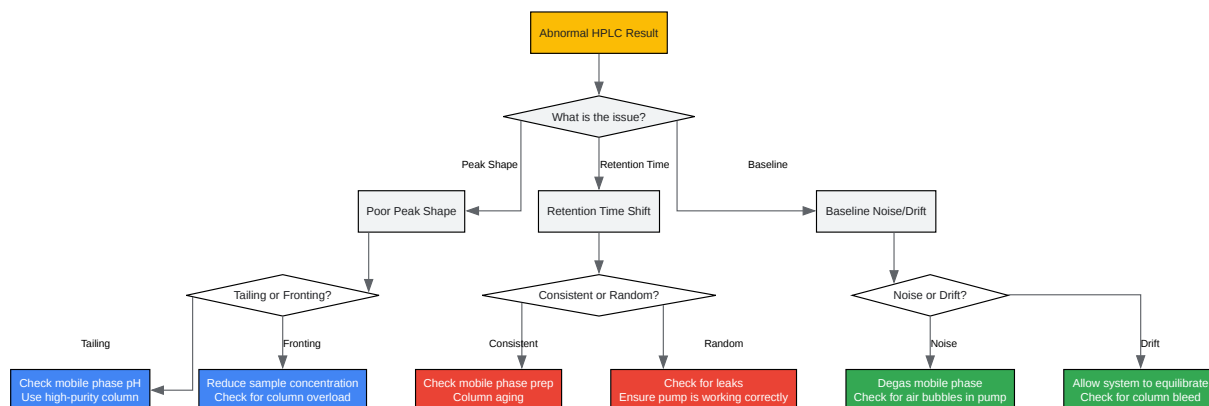 Abnormal HPLC Result
What is the issue?
Peak Shape
Retention Time
Baseline
Poor Peak Shape
Retention Time Shift
Baseline Noise/Drift
Tailing or Fronting?
Consistent or Random?
Noise or Drift?
Tailing
Fronting
Consistent
Random
Noise
Drift
Check mobile phase pH
Use high-purity column
Reduce sample concentration
Check for column overload
Check mobile phase prep
Column aging
Check for leaks
Ensure pump is working correctly
Degas mobile phase
Check for air bubbles in pump
Allow system to equilibrate
Check for column bleed